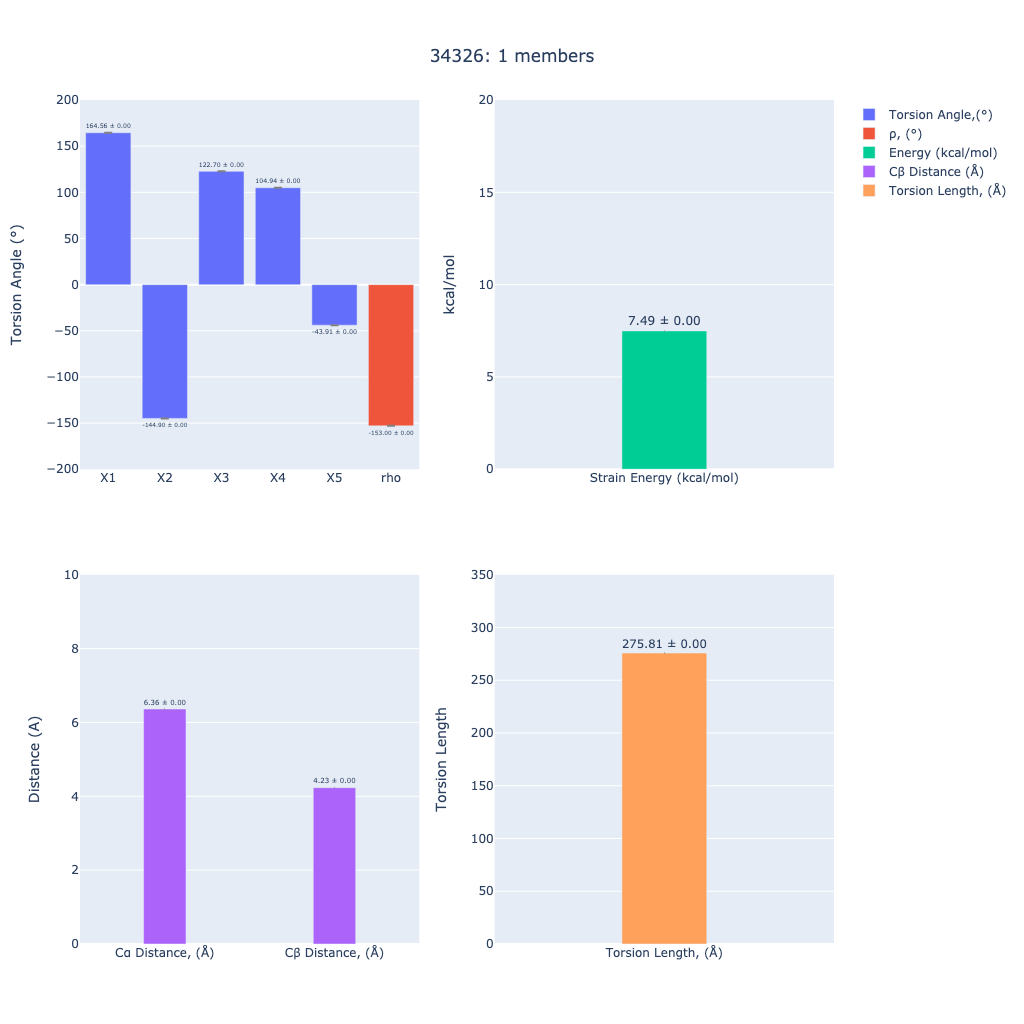 34326: 1 members
Torsion Angle (°)
200
150
100
50
0
−50
−100
−150
−200
164.56 ± 0.00
-144.90 ± 0.00
122.70 ± 0.00
104.94 ± 0.00
-43.91 ± 0.00
-153.00 ± 0.00
X1 X2 X3 X4 X5 rho
kcal/mol
20
15
10
5
0
7.49 ± 0.00
Strain Energy (kcal/mol)
Torsion Angle,(°)
ρ, (°)
Energy (kcal/mol)
Cβ Distance (Å)
Torsion Length, (Å)
Distance (A)
10
8
6
4
2
0
6.36 ± 0.00
4.23 ± 0.00
Cα Distance, (Å) Cβ Distance, (Å)
Torsion Length
350
300
250
200
150
100
50
0
275.81 ± 0.00
Torsion Length, (Å)